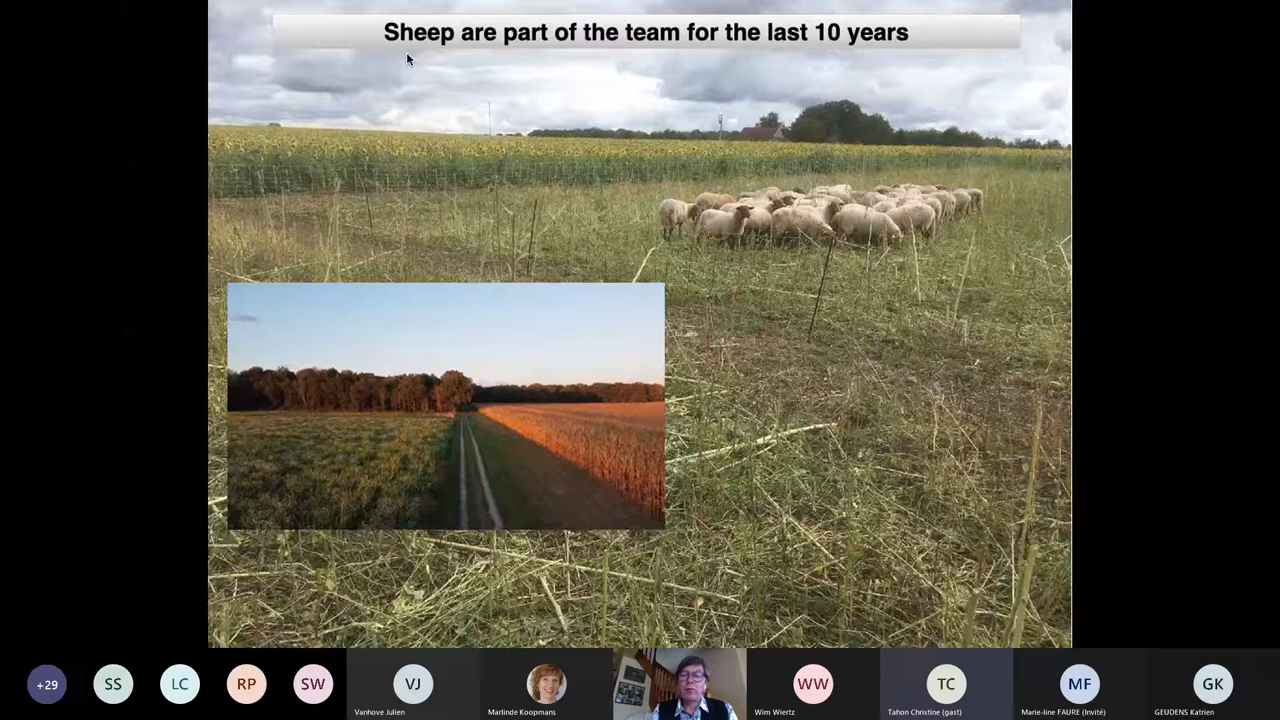 Sheep are part of the team for the last 10 years
+29
SS
LC
RP
SW
VJ
WW
TC
MF
GK
Vanhove Julien
Marlinde Koopmans
Wim Wiertz
Tahon Christine (gast)
Marie-line FAURE (Invité)
GEUDENS Katrien